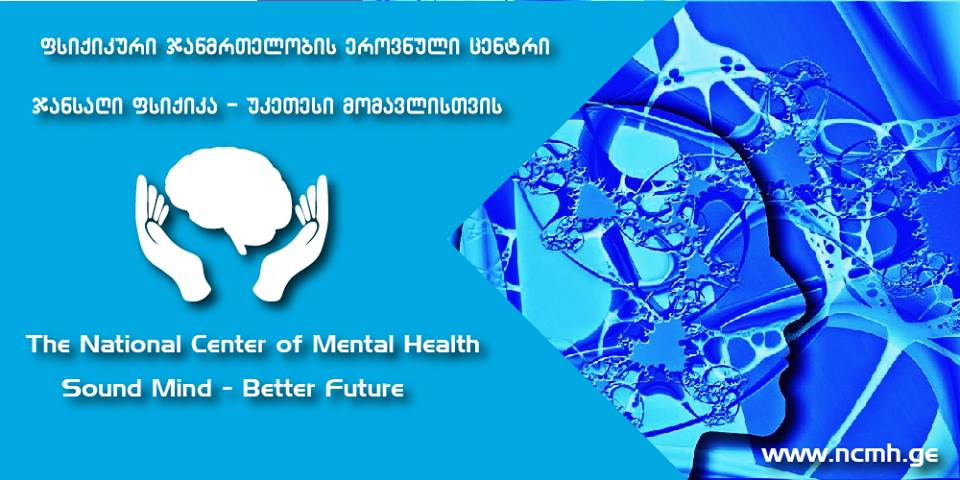 ფსიქიკური ჯანმრთელობის ეროვნული ცენტრი
ჯანსაღი ფსიქიკა - უკეთესი მომავლისთვის
The National Center of Mental Health
Sound Mind - Better Future
www.ncmh.ge